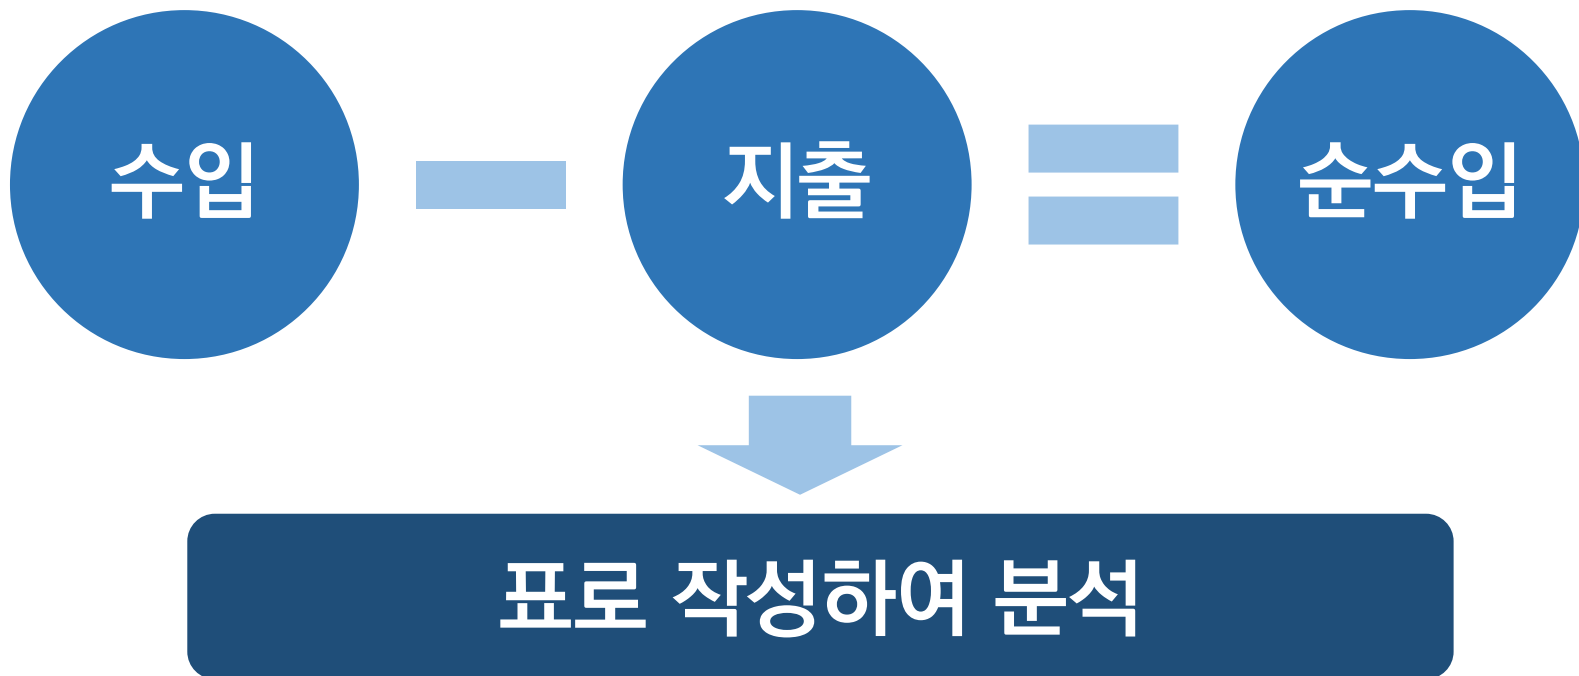 수입
지출
순수입
표로 작성하여 분석